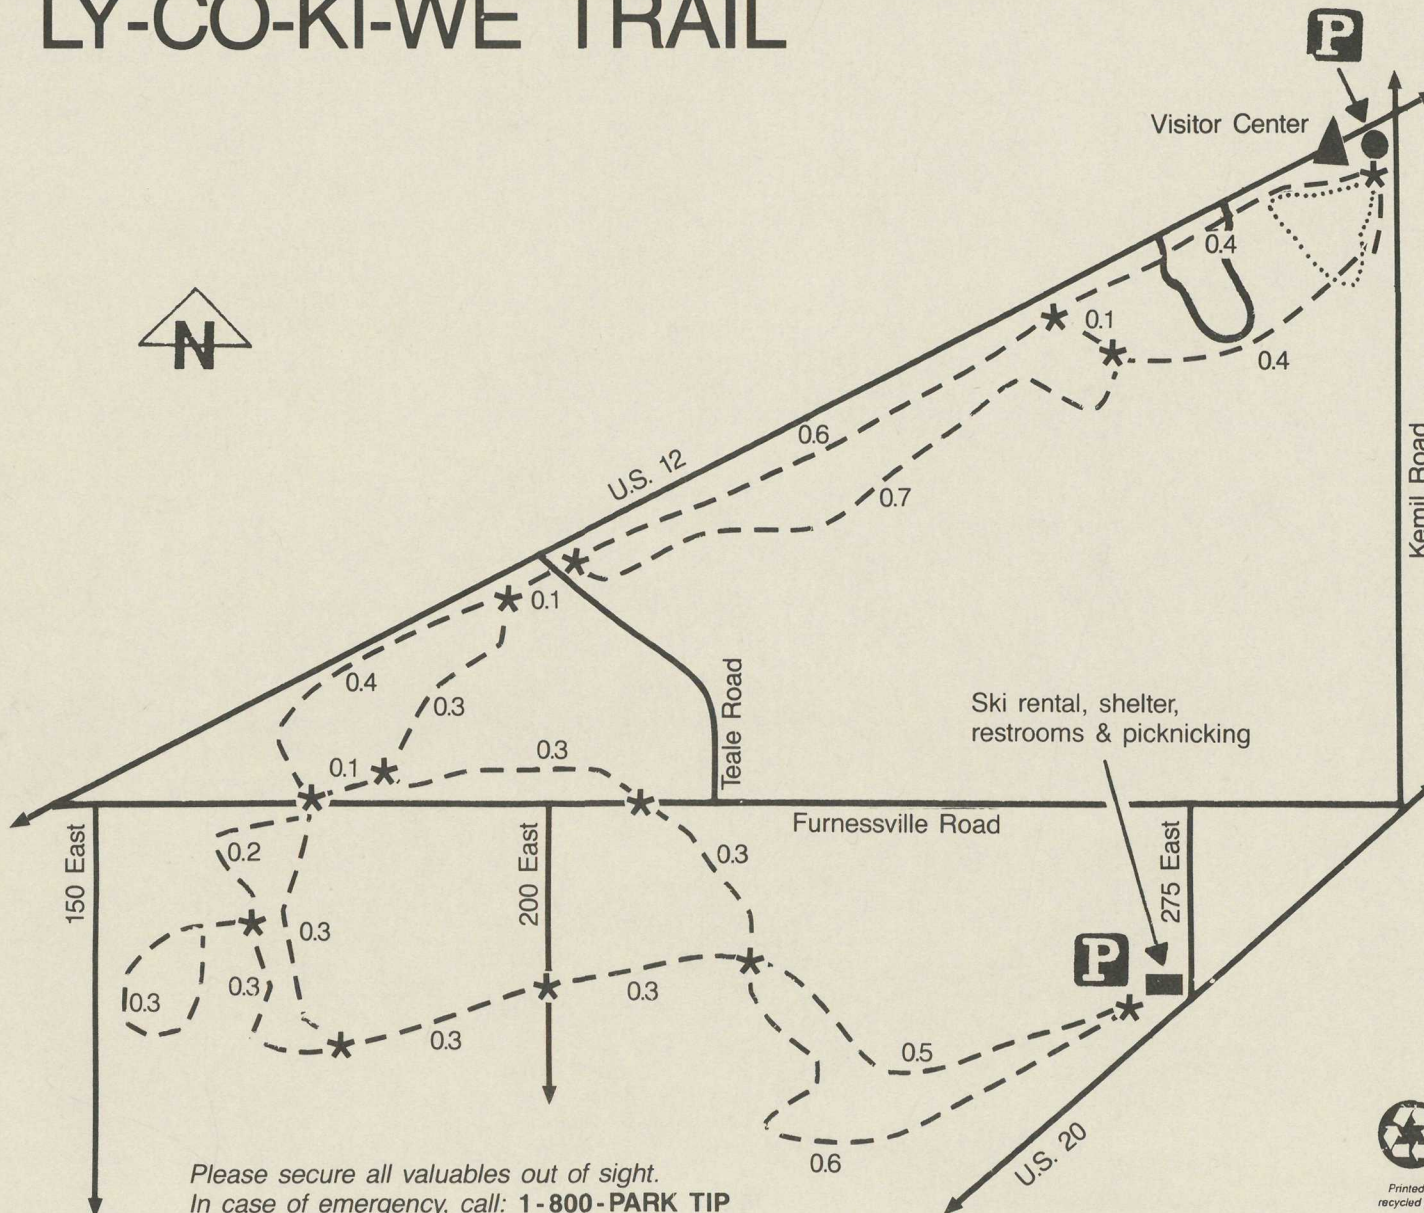 LY-CO-KI-WE TRAIL
P
Visitor Center
0.4
N
0.1
0.4
0.6
U.S. 12
0.7
Kemil Road
0.1
0.4
0.3
Teale Road
Ski rental, shelter,
restrooms & picknicking
0.1
0.3
Furnessville Road
150 East
0.2
200 East
0.3
275 East
0.3
P
0.3
0.3
0.3
0.3
0.5
0.6
U.S. 20
Please secure all valuables out of sight.
In case of emergency, call: 1-800-PARK TIP
Printed
recycled